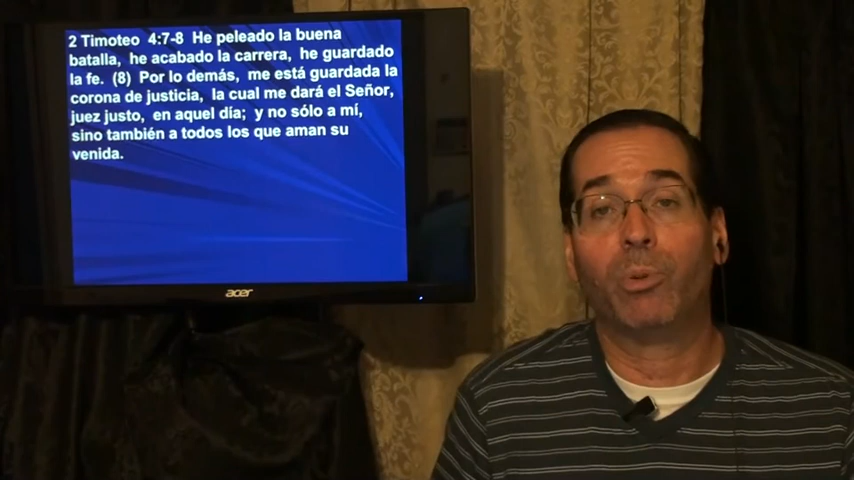 2 Timoteo 4:7-8 He peleado la buena
batalla, he acabado la carrera, he guardado
la fe. (8) Por lo demás, me está guardada la
corona de justicia, la cual me dará el Señor,
juez justo, en aquel día; y no sólo a mí,
sino también a todos los que aman su
venida.
acer